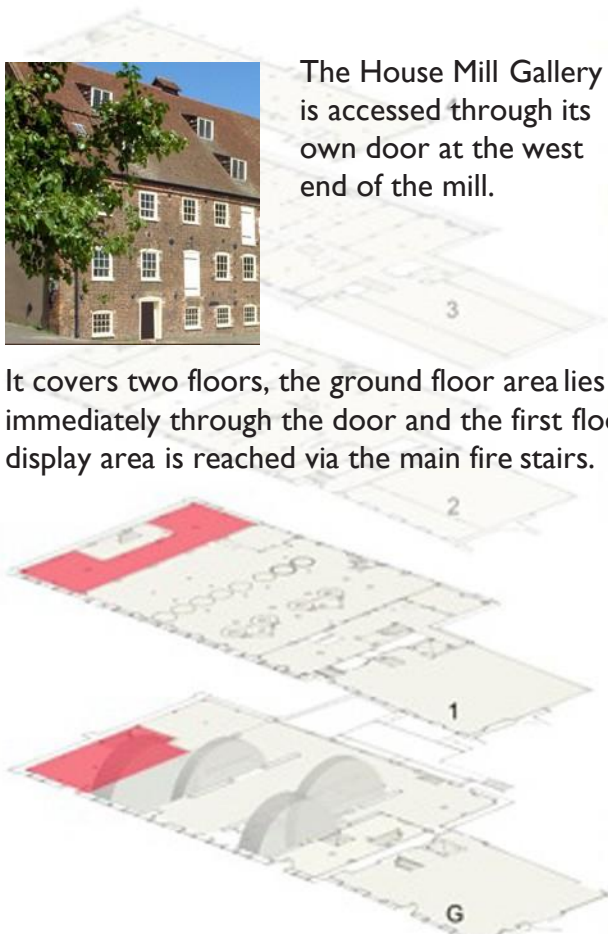 The House Mill Gallery
is accessed through its
own door at the west
end of the mill.
3
It covers two floors, the ground floor area lies
immediately through the door and the first
display area is reached via the main fire stairs.
2
1
G